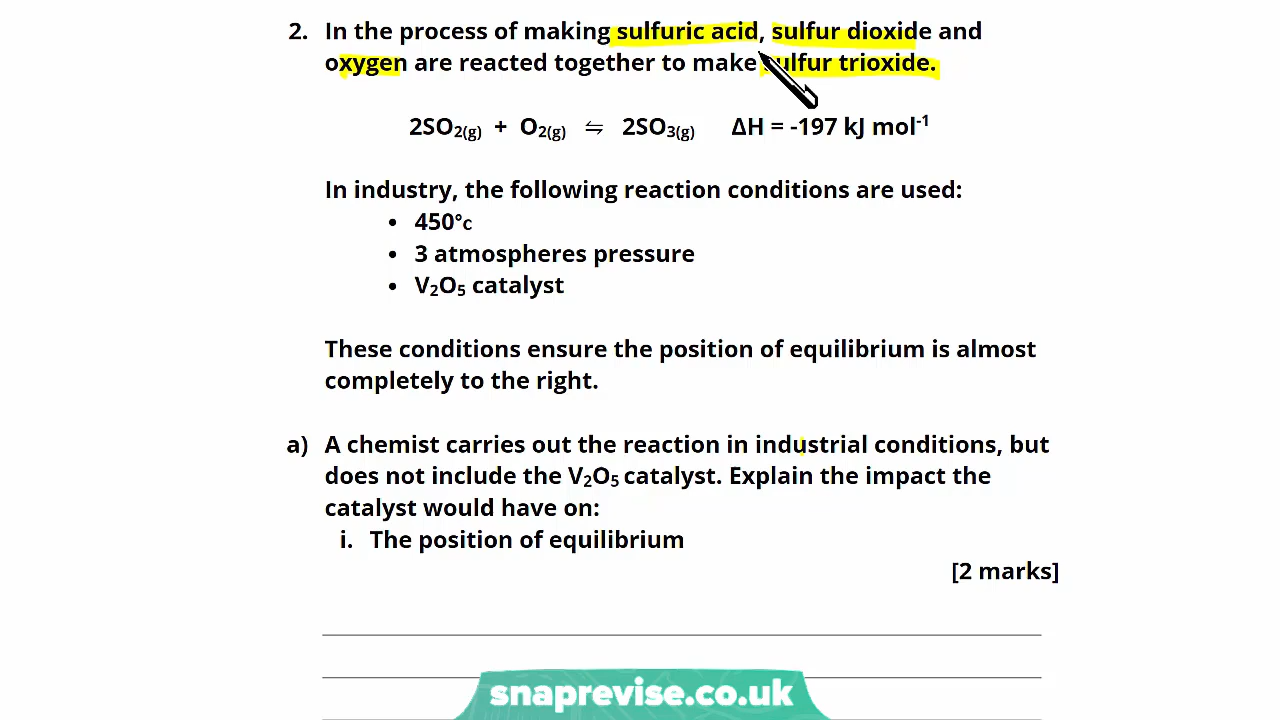 2. In the process of making sulfuric acid, sulfur dioxide and
oxygen are reacted together to make sulfur trioxide.
2SO₂(g) + O₂(g) ⇋ 2SO₃(g) ΔH = -197 kJ mol⁻¹
In industry, the following reaction conditions are used:
• 450°c
• 3 atmospheres pressure
• V₂O₅ catalyst
These conditions ensure the position of equilibrium is almost
completely to the right.
a) A chemist carries out the reaction in industrial conditions, but
does not include the V₂O₅ catalyst. Explain the impact the
catalyst would have on:
i. The position of equilibrium
[2 marks]
snaprevise.co.uk